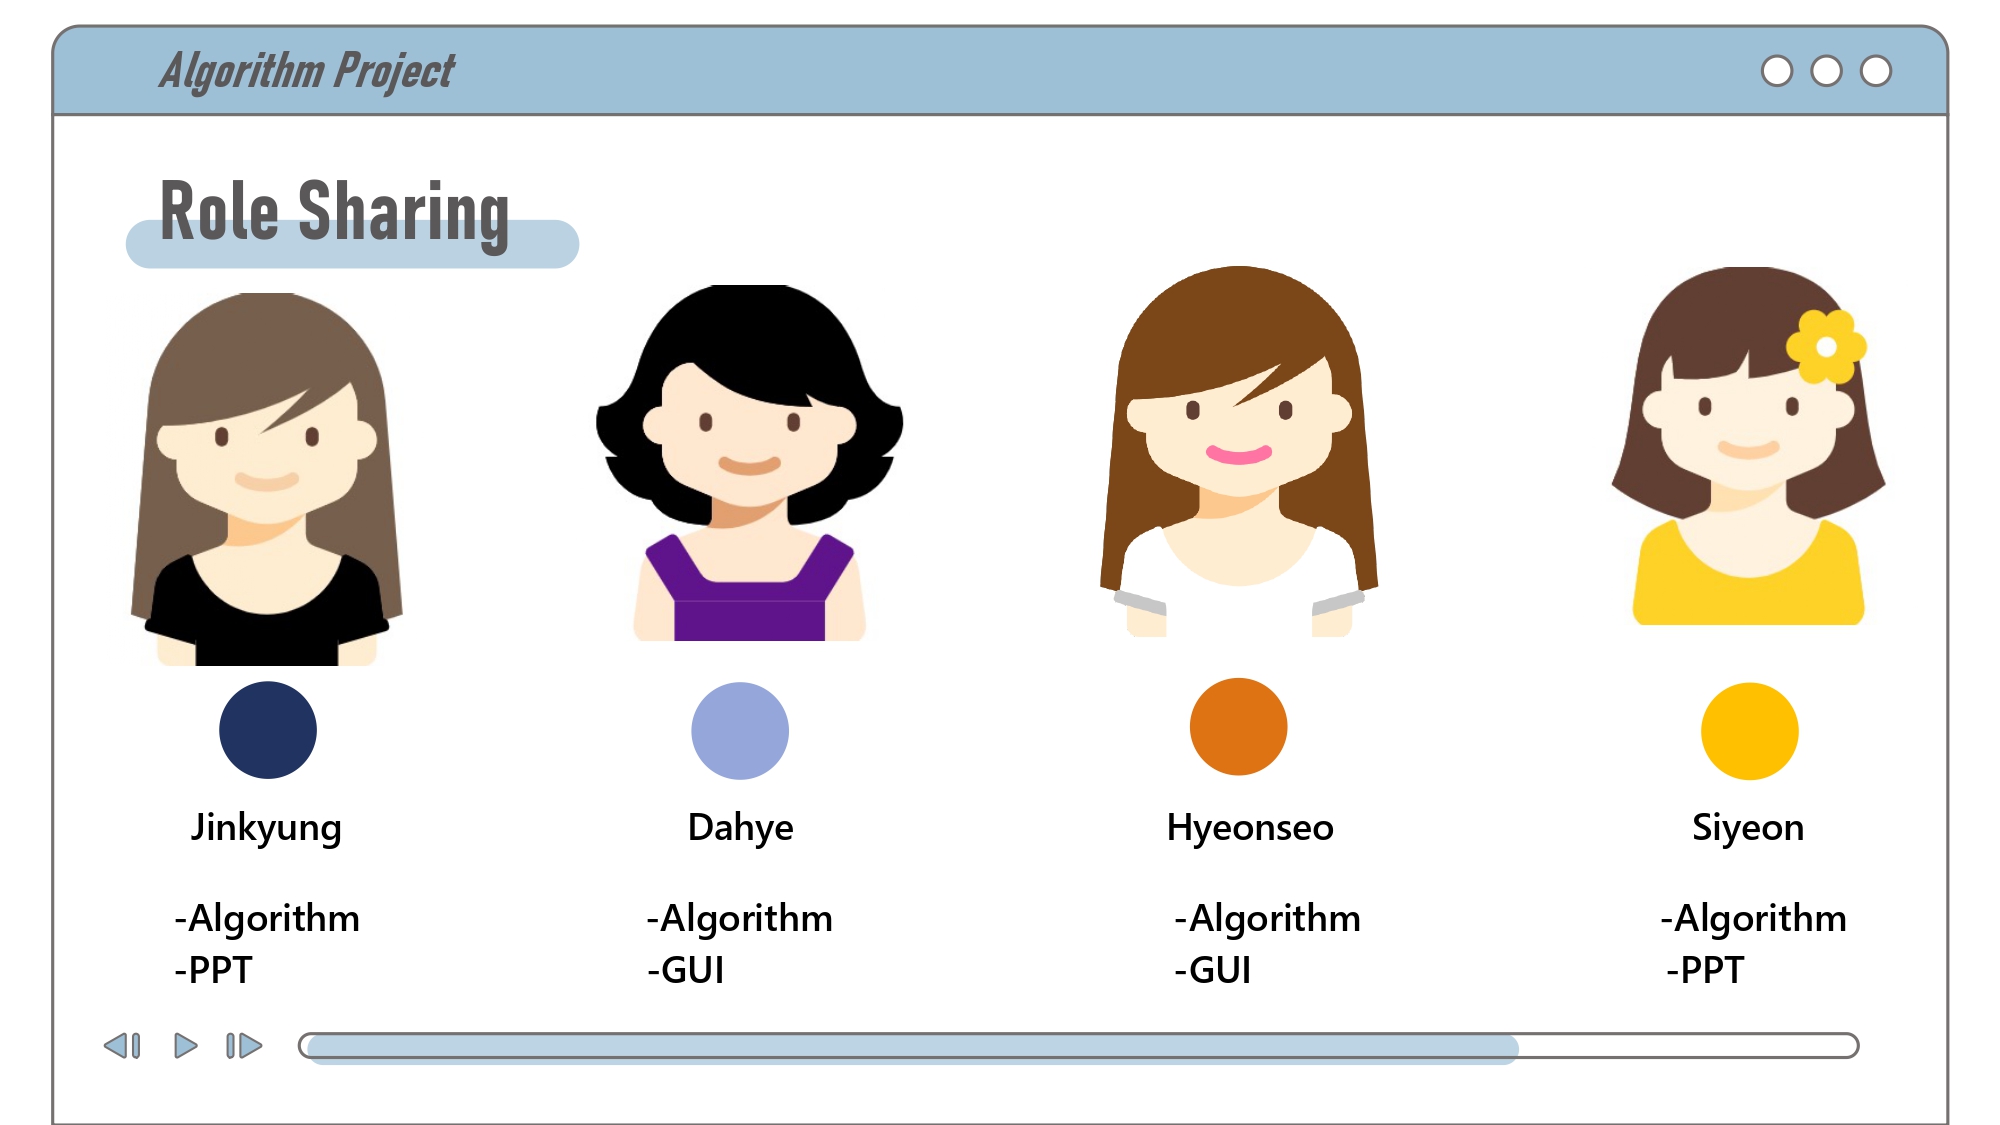 Algorithm Project
Role Sharing
Jinkyung
-Algorithm
-PPT
Dahye
-Algorithm
-GUI
Hyeonseo
-Algorithm
-GUI
Siyeon
-Algorithm
-PPT